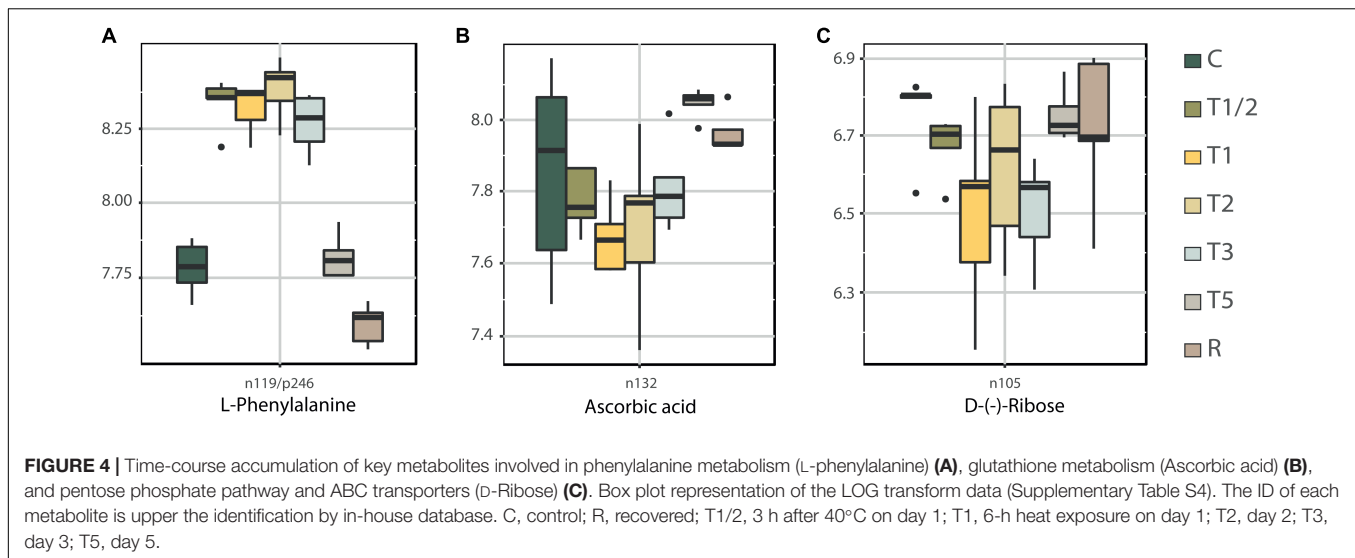 A
8.25
8.00
7.75
n119/p246
L-Phenylalanine
B
8.0
7.8
7.6
7.4
n132
Ascorbic acid
C
6.9
6.7
6.5
6.3
n105
D-(-)-Ribose
C
T1/2
T1
T2
T3
T5
R
FIGURE 4 | Time-course accumulation of key metabolites involved in phenylalanine metabolism (L-phenylalanine) (A), glutathione metabolism (Ascorbic acid) (B),
and pentose phosphate pathway and ABC transporters (D-Ribose) (C). Box plot representation of the LOG transform data (Supplementary Table S4). The ID of each
metabolite is upper the identification by in-house database. C, control; R, recovered; T1/2, 3 h after 40°C on day 1; T1, 6-h heat exposure on day 1; T2, day 2; T3,
day 3; T5, day 5.